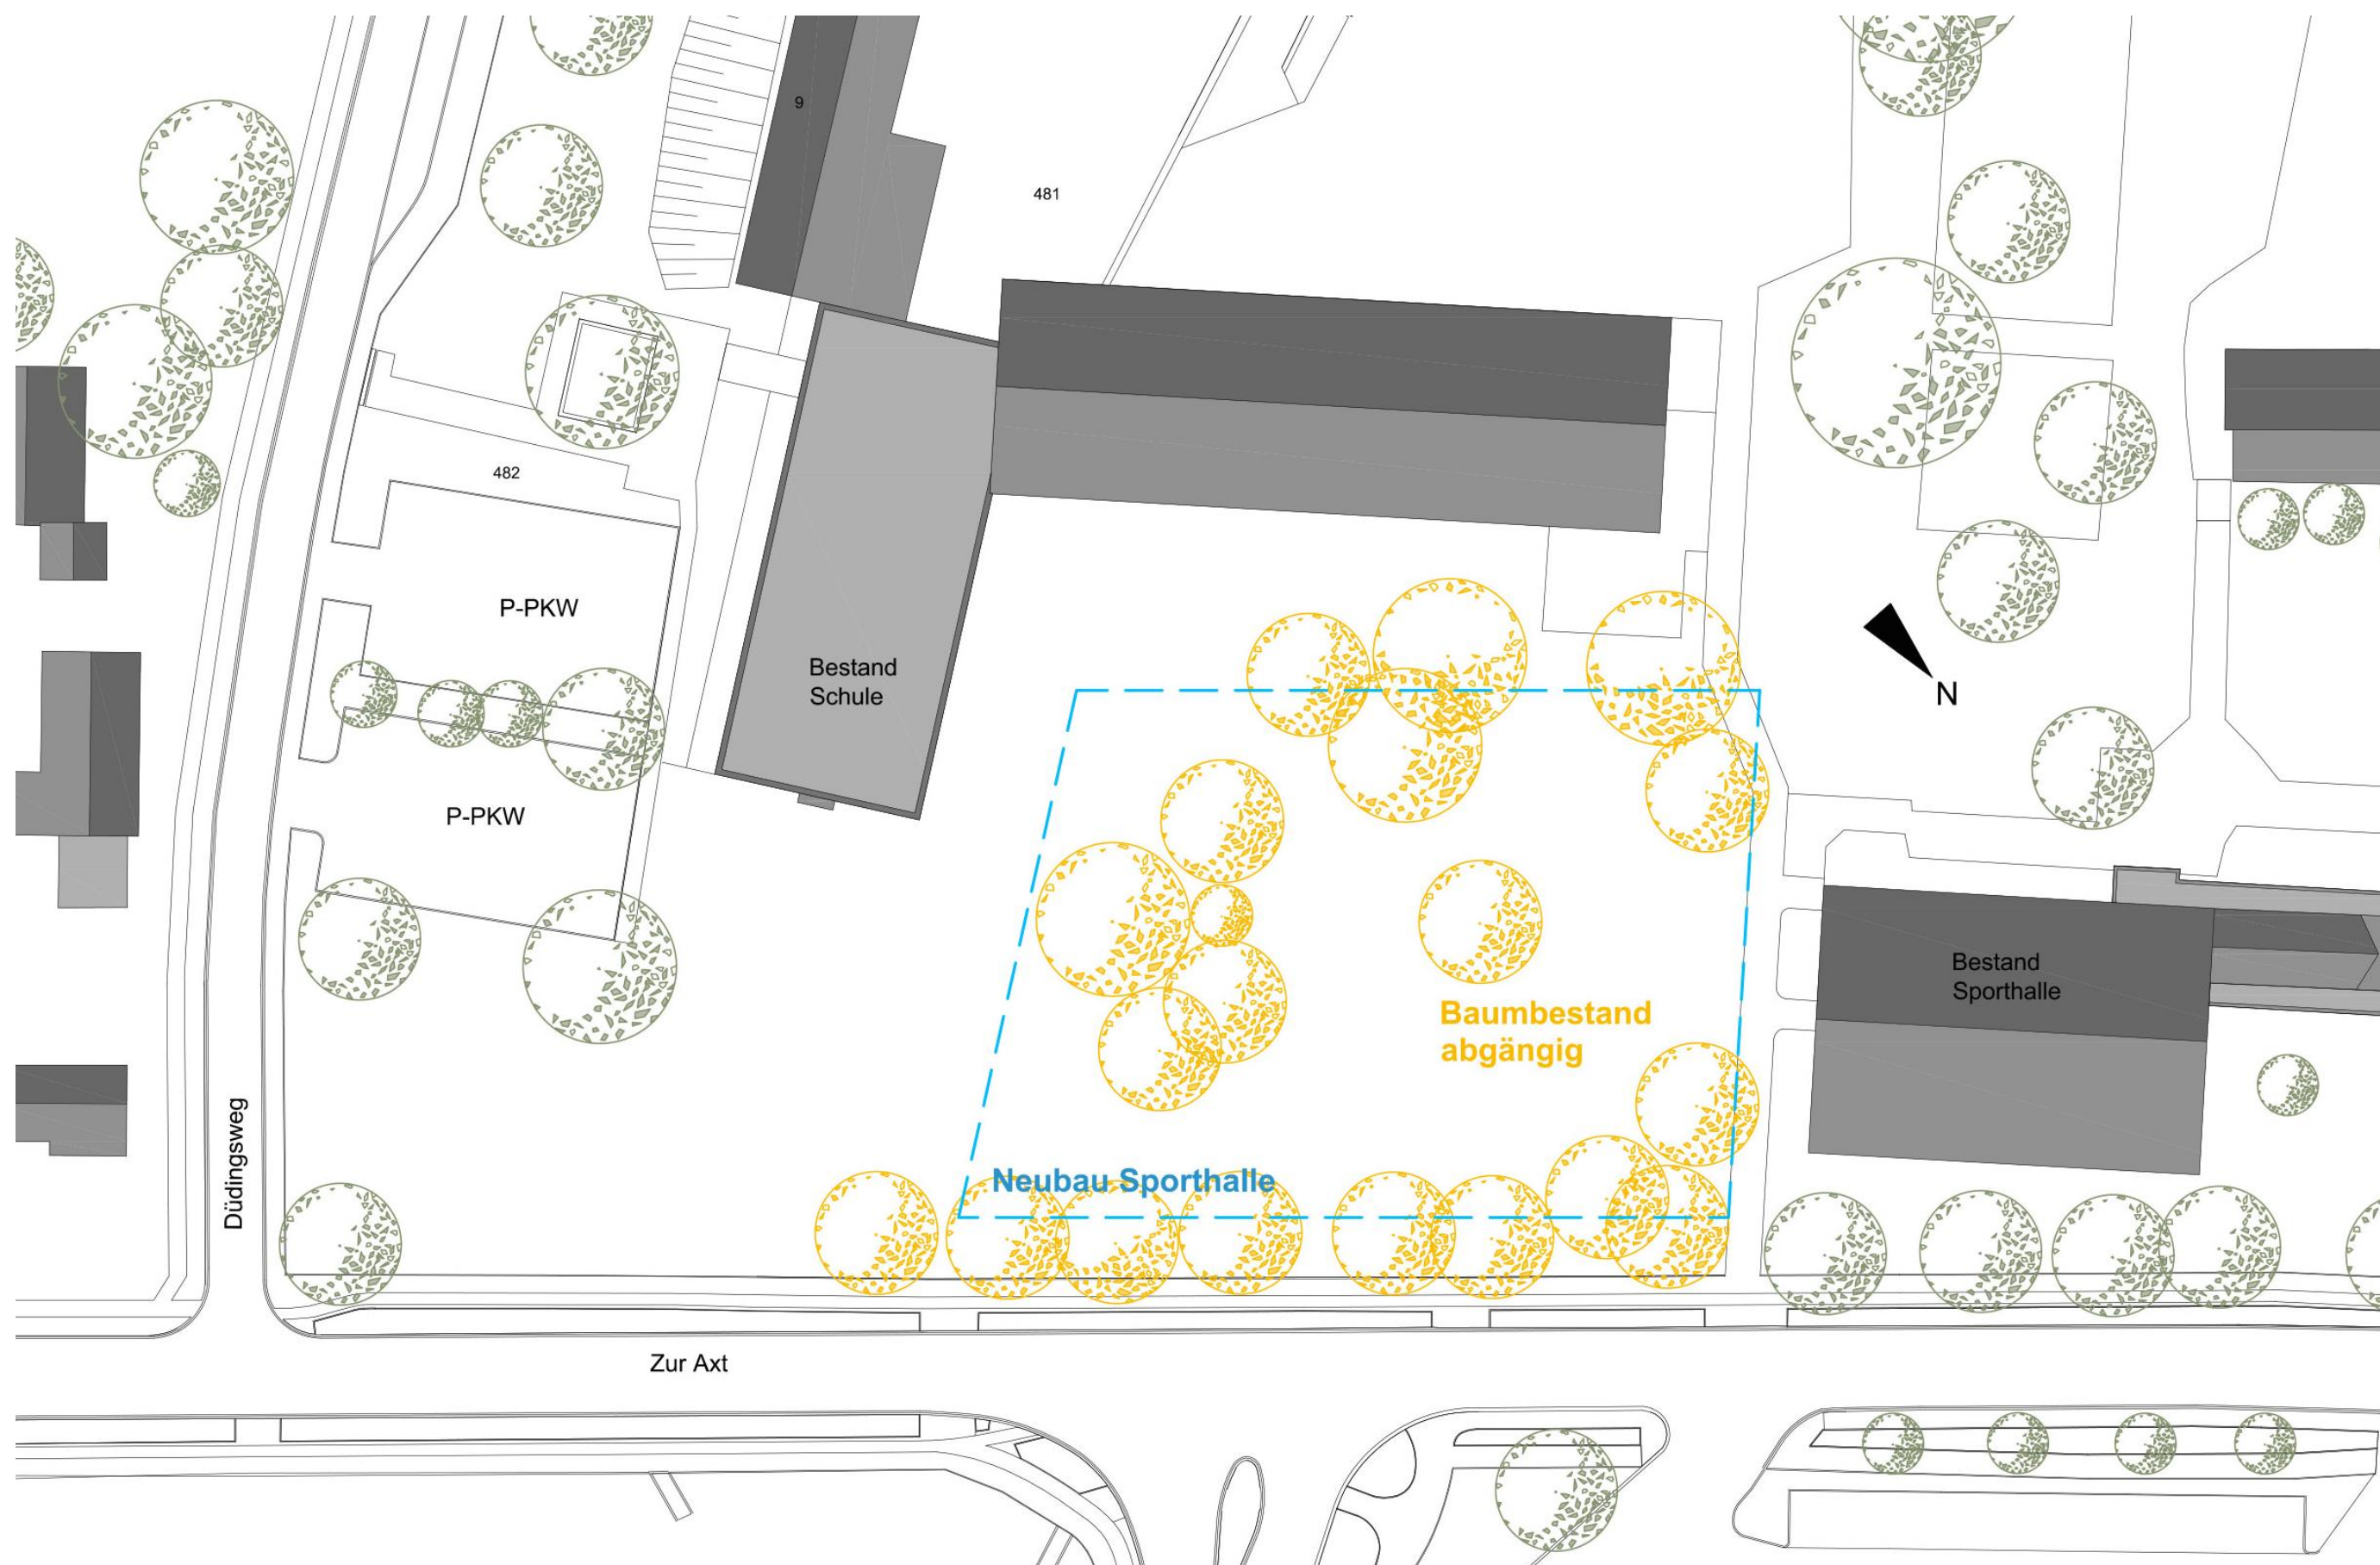 9
481
482
P-PKW
Bestand
Schule
N
P-PKW
Bestand
Sporthalle
Baumbestand
abgängig
Düdingsweg
Neubau Sporthalle
Zur Axt